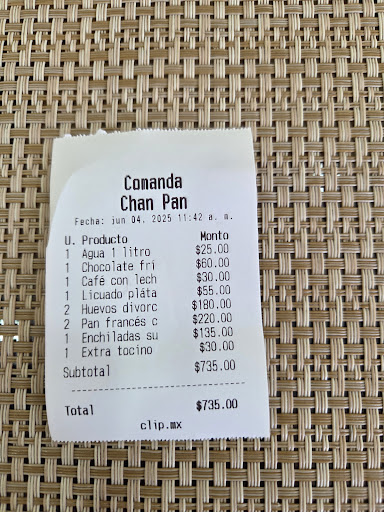 Comanda
Chan Pan
Fecha: jun 04. 2025 11:42 a. m.
U. Producto Monto
1 Agua 1 litro $25.00
1 Chocolate fri $60.00
1 Café con lech $30.00
1 Licuado pláta $55.00
2 Huevos divorc $180.00
2 Pan francés c $220.00
1 Enchiladas su $135.00
1 Extra tocino $30.00
Subtotal $735.00
Total $735.00
clip.mx